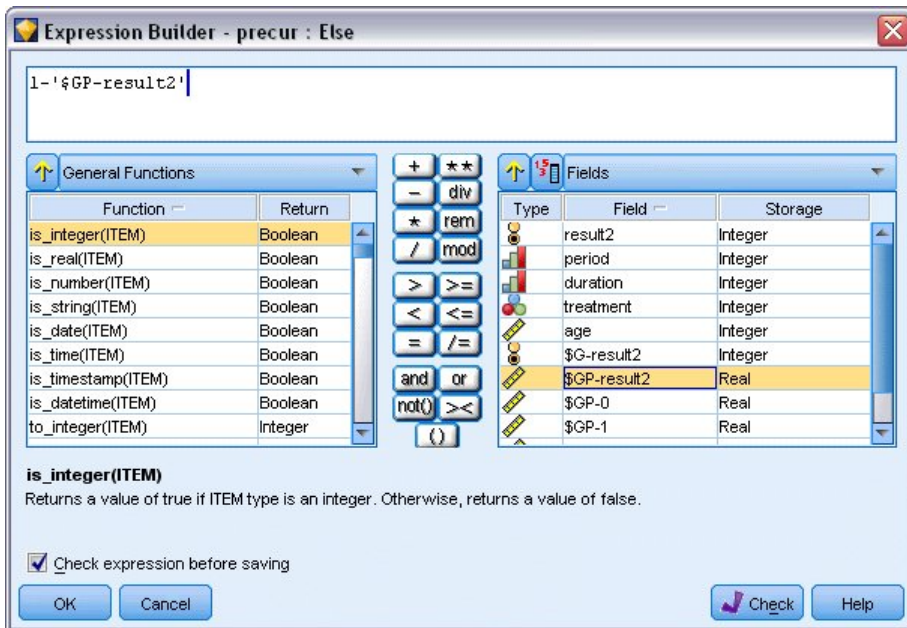 Expression Builder - precur : Else
1-'$GP-result2'
General Functions
Function Return
is_integer(ITEM) Boolean
is_real(ITEM) Boolean
is_number(ITEM) Boolean
is_string(ITEM) Boolean
is_date(ITEM) Boolean
is_time(ITEM) Boolean
is_timestamp(ITEM) Boolean
is_datetime(ITEM) Boolean
to_integer(ITEM) Integer
+ **
- div
* rem
/ mod
> >=
< <=
= /=
and or
not() ><
()
Fields
Type Field Storage
result2 Integer
period Integer
duration Integer
treatment Integer
age Integer
$G-result2 Integer
$GP-result2 Real
$GP-0 Real
$GP-1 Real
is_integer(ITEM)
Returns a value of true if ITEM type is an integer. Otherwise, returns a value of false.
Check expression before saving
OK Cancel Check Help